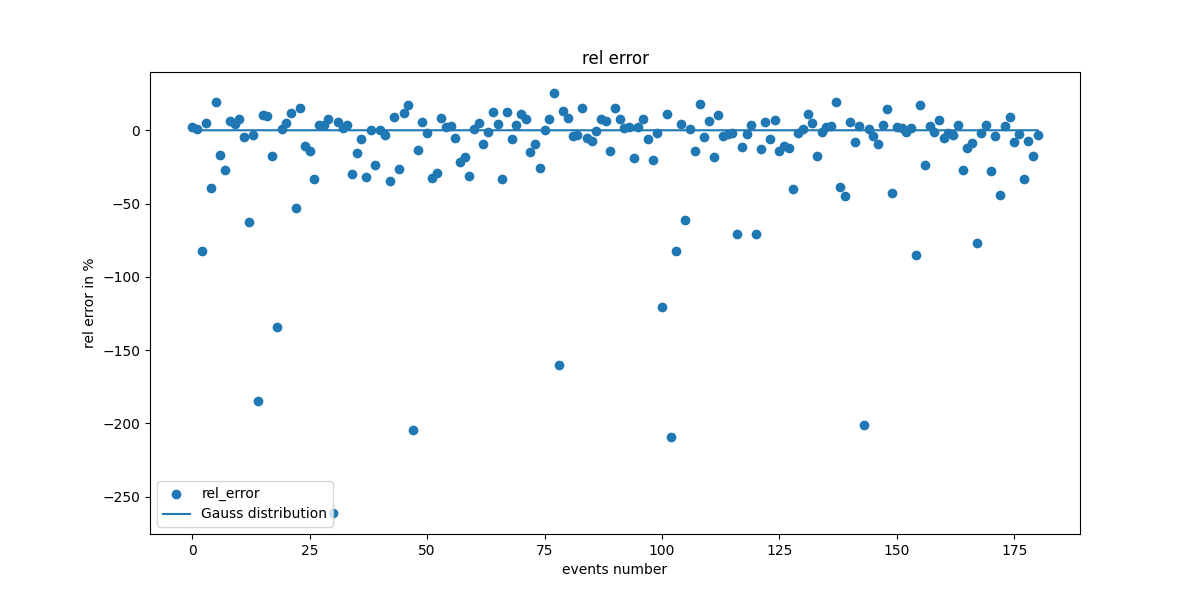 rel error
rel error in %
0
−50
−100
−150
−200
−250
rel_error
Gauss distribution
0 25 50 75 100 125 150 175
events number